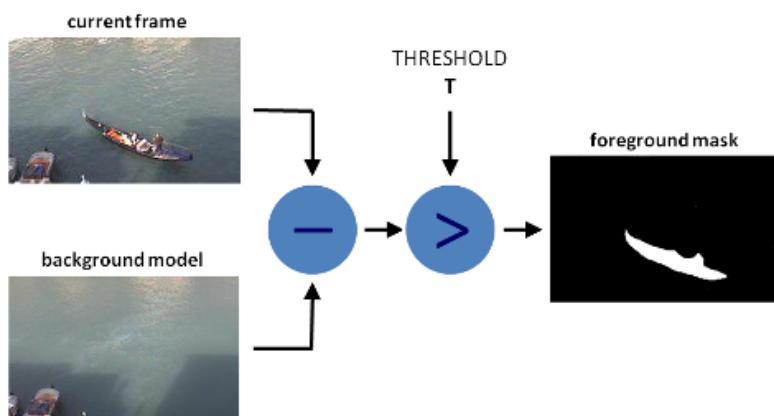 current frame
THRESHOLD
T
foreground mask
−
>
background model